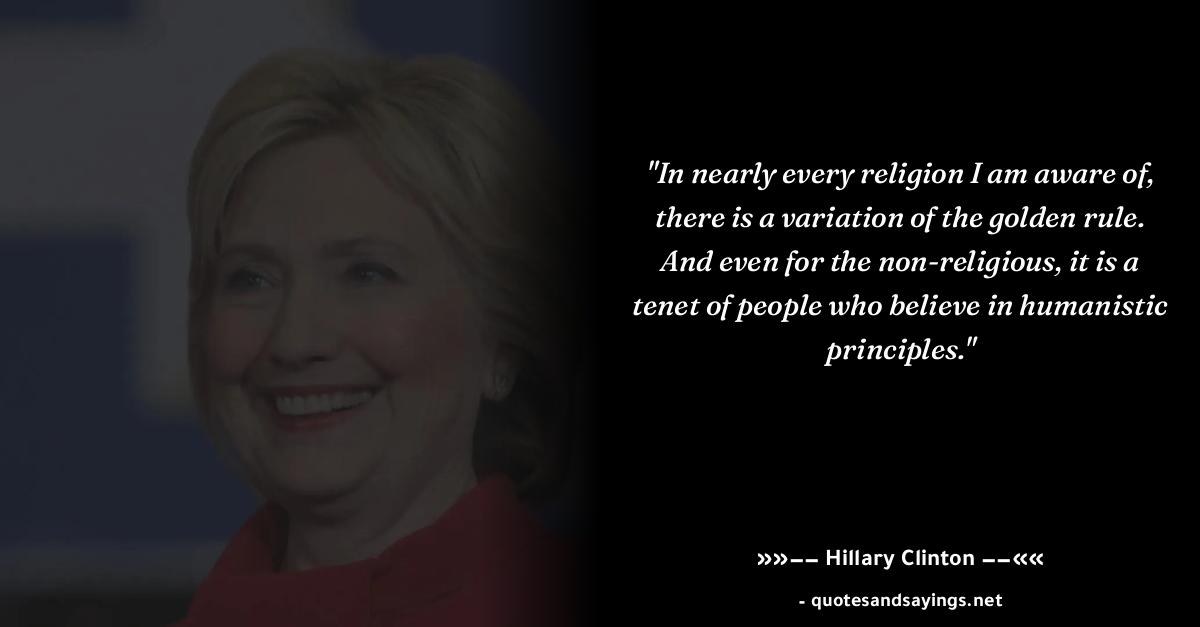 "In nearly every religion I am aware of,
there is a variation of the golden rule.
And even for the non-religious, it is a
tenet of people who believe in humanistic
principles."
»»−− Hillary Clinton −−««
- quotesandsayings.net